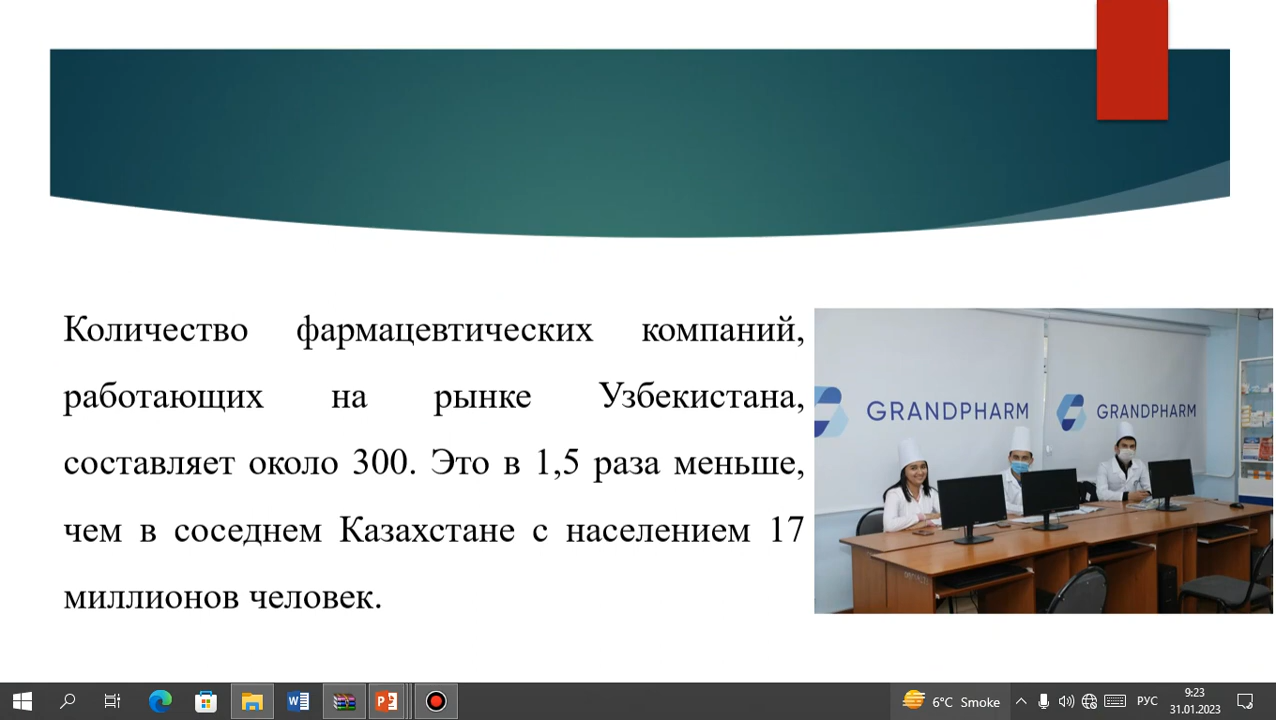 Количество фармацевтических компаний,
работающих на рынке Узбекистана,
составляет около 300. Это в 1,5 раза меньше,
чем в соседнем Казахстане с населением 17
миллионов человек.
GRANDPHARM
GRANDPHARM
6°C Smoke
РУС
9:23
31.01.2023